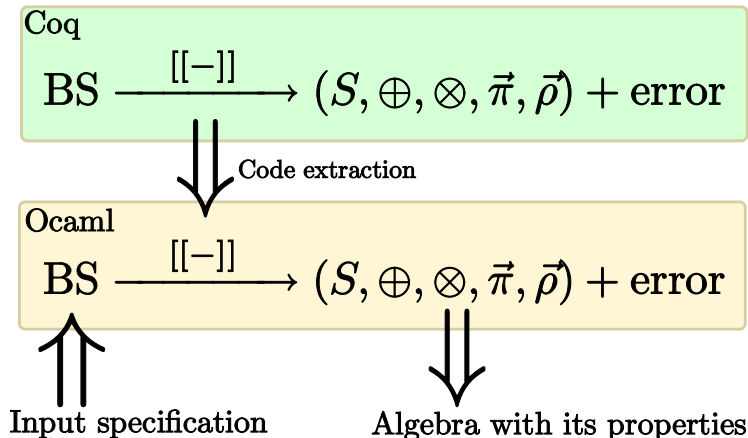 Coq
[[−]]
BS ⟶ (S, ⊕, ⊗, π⃗, ρ⃗) + error
Code extraction
Ocaml
[[−]]
BS ⟶ (S, ⊕, ⊗, π⃗, ρ⃗) + error
Input specification
Algebra with its properties